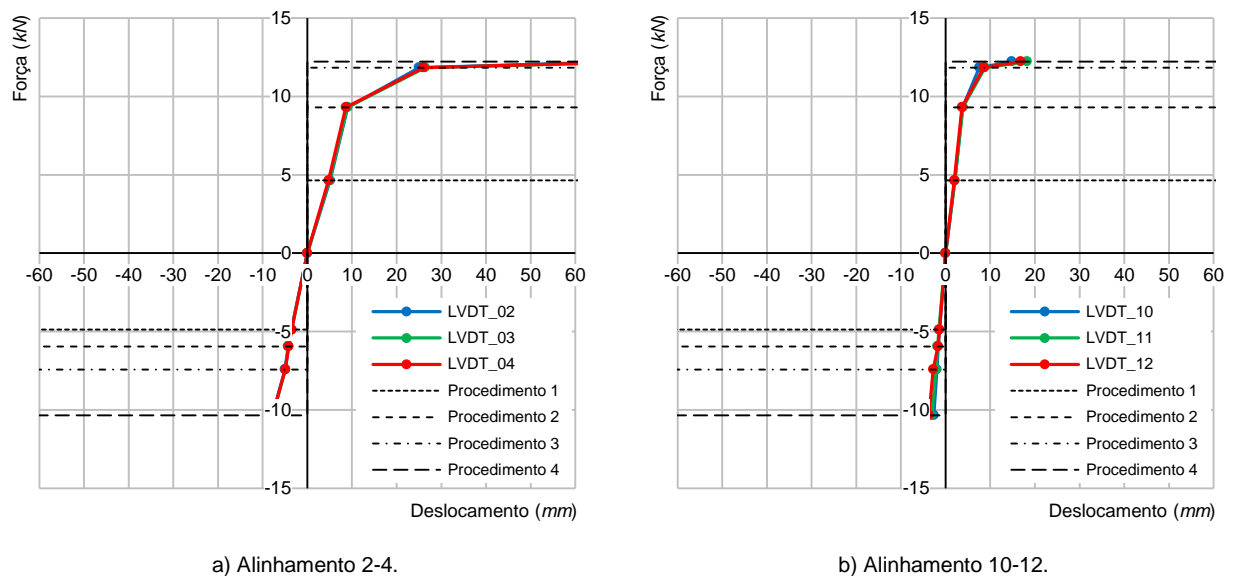 Força (kN)
15
10
5
0
-60 -50 -40 -30 -20 -10 0 10 20 30 40 50 60
-5
-10
-15
LVDT_02
LVDT_03
LVDT_04
Procedimento 1
Procedimento 2
Procedimento 3
Procedimento 4
Deslocamento (mm)
a) Alinhamento 2-4.
Força (kN)
15
10
5
0
-60 -50 -40 -30 -20 -10 0 10 20 30 40 50 60
-5
-10
-15
LVDT_10
LVDT_11
LVDT_12
Procedimento 1
Procedimento 2
Procedimento 3
Procedimento 4
Deslocamento (mm)
b) Alinhamento 10-12.